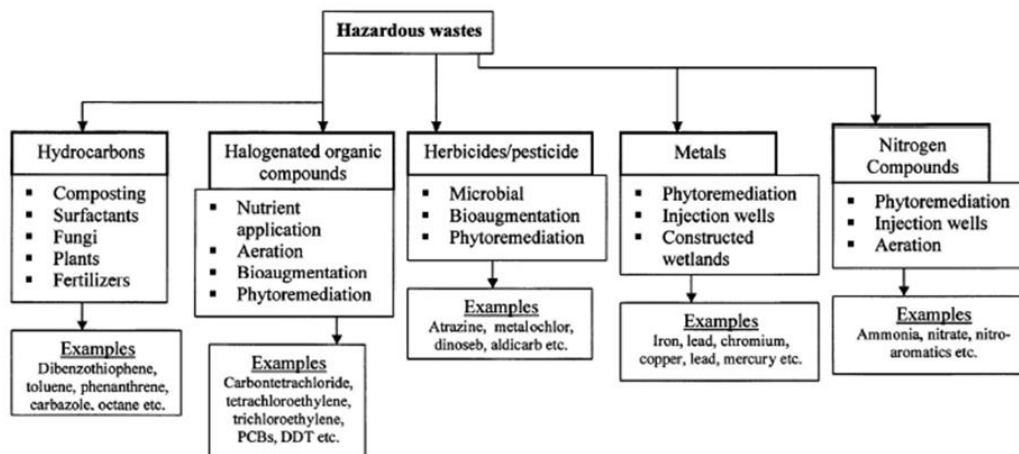 Hazardous wastes
Hydrocarbons
▪ Composting
▪ Surfactants
▪ Fungi
▪ Plants
▪ Fertilizers
Examples
Dibenzothiophene,
toluene, phenanthrene,
carbazole, octane etc.
Halogenated organic
compounds
▪ Nutrient
application
▪ Aeration
▪ Bioaugmentation
▪ Phytoremediation
Examples
Carbontetrachloride,
tetrachloroethylene,
trichloroethylene,
PCBs, DDT etc.
Herbicides/pesticide
▪ Microbial
▪ Bioaugmentation
▪ Phytoremediation
Examples
Atrazine, metalochlor,
dinoseb, aldicarb etc.
Metals
▪ Phytoremediation
▪ Injection wells
▪ Constructed
wetlands
Examples
Iron, lead, chromium,
copper, lead, mercury etc.
Nitrogen
Compounds
▪ Phytoremediation
▪ Injection wells
▪ Aeration
Examples
Ammonia, nitrate, nitro-
aromatics etc.